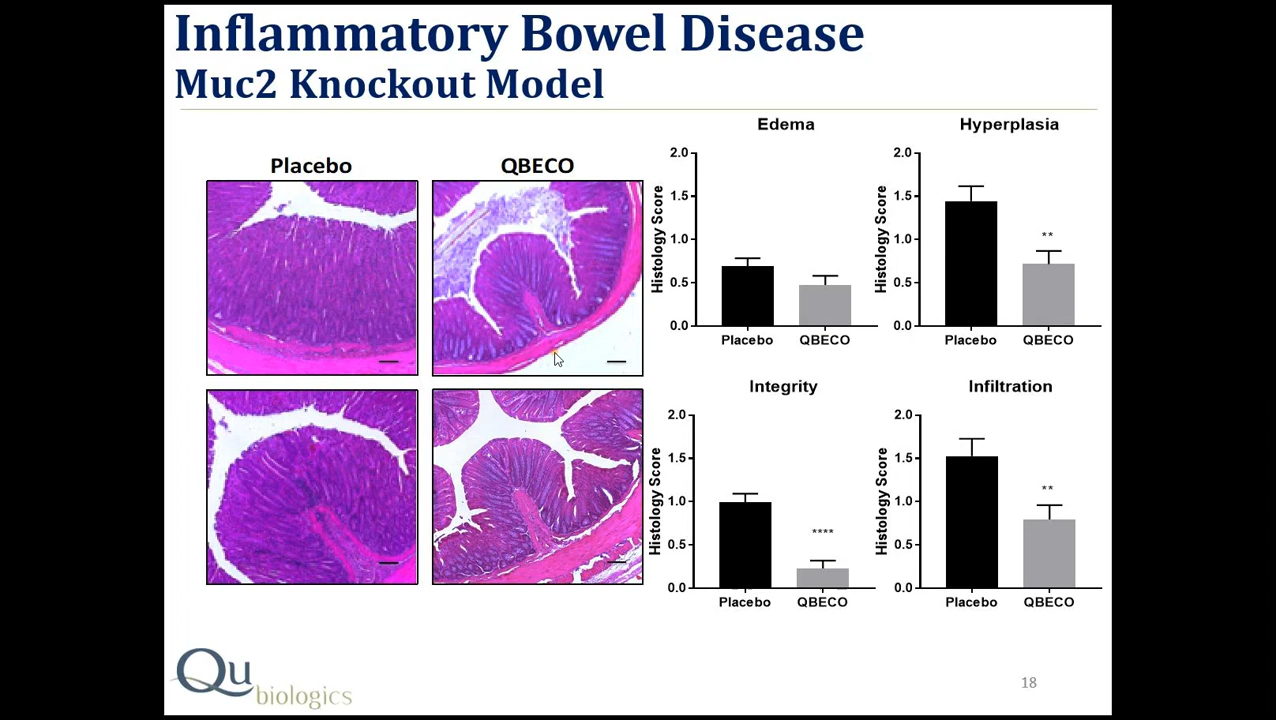 Inflammatory Bowel Disease
Muc2 Knockout Model
Placebo
QBECO
Edema
2.0
1.5
1.0
0.5
0.0
Histology Score
Placebo
QBECO
Hyperplasia
2.0
1.5
1.0
0.5
0.0
Histology Score
**
Placebo
QBECO
Integrity
2.0
1.5
1.0
0.5
0.0
Histology Score
****
Placebo
QBECO
Infiltration
2.0
1.5
1.0
0.5
0.0
Histology Score
**
Placebo
QBECO
Qu
biologics
18